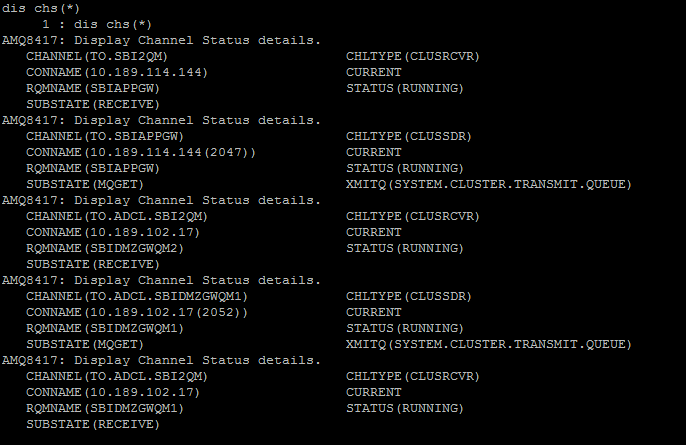 dis chs(*)
1 : dis chs(*)
AMQ8417: Display Channel Status details.
CHANNEL(TO.SBI2QM) CHLTYPE(CLUSRCVR)
CONNAME(10.189.114.144) CURRENT
RQMNAME(SBIAPPGW) STATUS(RUNNING)
SUBSTATE(RECEIVE)
AMQ8417: Display Channel Status details.
CHANNEL(TO.SBIAPPGW) CHLTYPE(CLUSSDR)
CONNAME(10.189.114.144(2047)) CURRENT
RQMNAME(SBIAPPGW) STATUS(RUNNING)
SUBSTATE(MQGET) XMITQ(SYSTEM.CLUSTER.TRANSMIT.QUEUE)
AMQ8417: Display Channel Status details.
CHANNEL(TO.ADCL.SBI2QM) CHLTYPE(CLUSRCVR)
CONNAME(10.189.102.17) CURRENT
RQMNAME(SBIDMZGWQM2) STATUS(RUNNING)
SUBSTATE(RECEIVE)
AMQ8417: Display Channel Status details.
CHANNEL(TO.ADCL.SBIDMZGWQM1) CHLTYPE(CLUSSDR)
CONNAME(10.189.102.17(2052)) CURRENT
RQMNAME(SBIDMZGWQM1) STATUS(RUNNING)
SUBSTATE(MQGET) XMITQ(SYSTEM.CLUSTER.TRANSMIT.QUEUE)
AMQ8417: Display Channel Status details.
CHANNEL(TO.ADCL.SBI2QM) CHLTYPE(CLUSRCVR)
CONNAME(10.189.102.17) CURRENT
RQMNAME(SBIDMZGWQM1) STATUS(RUNNING)
SUBSTATE(RECEIVE)